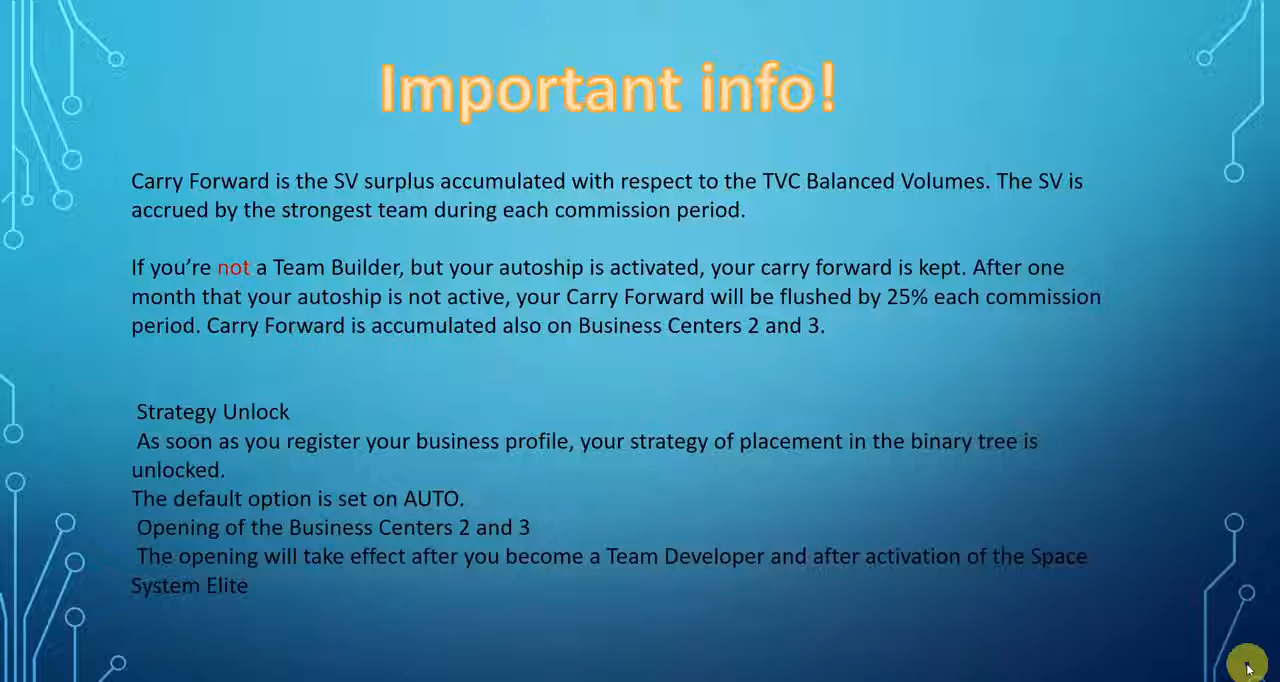 Important info!
Carry Forward is the SV surplus accumulated with respect to the TVC Balanced Volumes. The SV is
accrued by the strongest team during each commission period.
If you’re not a Team Builder, but your autoship is activated, your carry forward is kept. After one
month that your autoship is not active, your Carry Forward will be flushed by 25% each commission
period. Carry Forward is accumulated also on Business Centers 2 and 3.
Strategy Unlock
As soon as you register your business profile, your strategy of placement in the binary tree is
unlocked.
The default option is set on AUTO.
Opening of the Business Centers 2 and 3
The opening will take effect after you become a Team Developer and after activation of the Space
System Elite